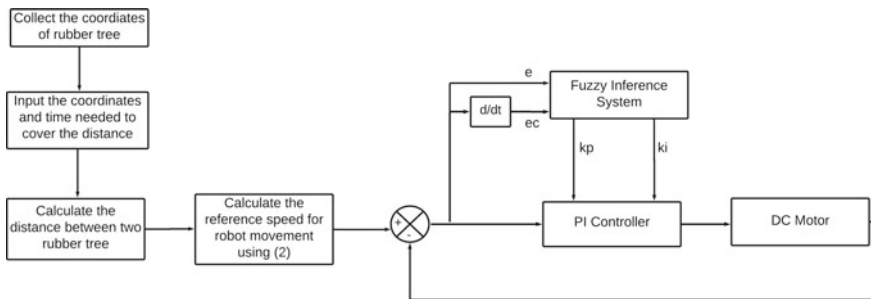 Collect the coordiates
of rubber tree
Input the coordinates
and time needed to
cover the distance
Calculate the
distance between two
rubber tree
Calculate the
reference speed for
robot movement
using (2)
+
-
e
d/dt
ec
Fuzzy Inference
System
kp
ki
PI Controller
DC Motor